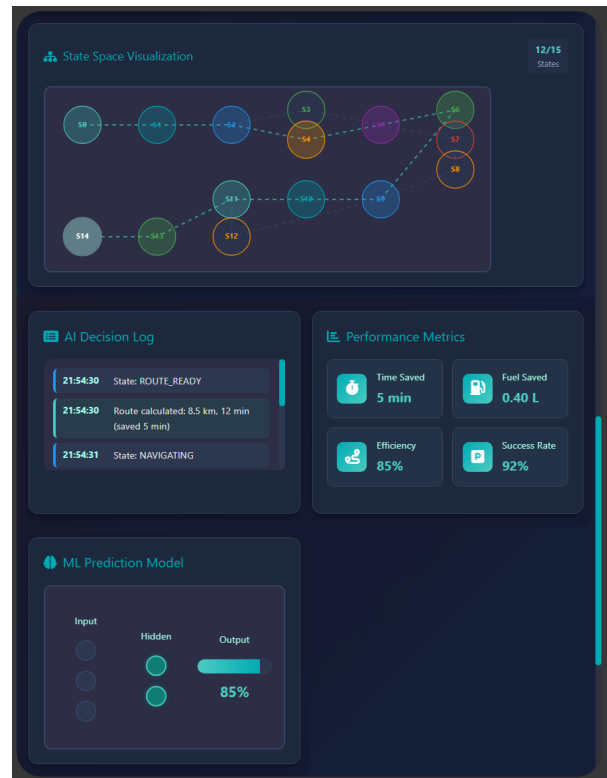 State Space Visualization
12/15
States
S0
S1
S2
S3
S4
S5
S6
S7
S8
S11
S10
S9
S14
S13
S12
AI Decision Log
21:54:30 State: ROUTE_READY
21:54:30 Route calculated: 8.5 km, 12 min
(saved 5 min)
21:54:31 State: NAVIGATING
Performance Metrics
Time Saved
5 min
Fuel Saved
0.40 L
Efficiency
85%
P
Success Rate
92%
ML Prediction Model
Input
Hidden
Output
85%